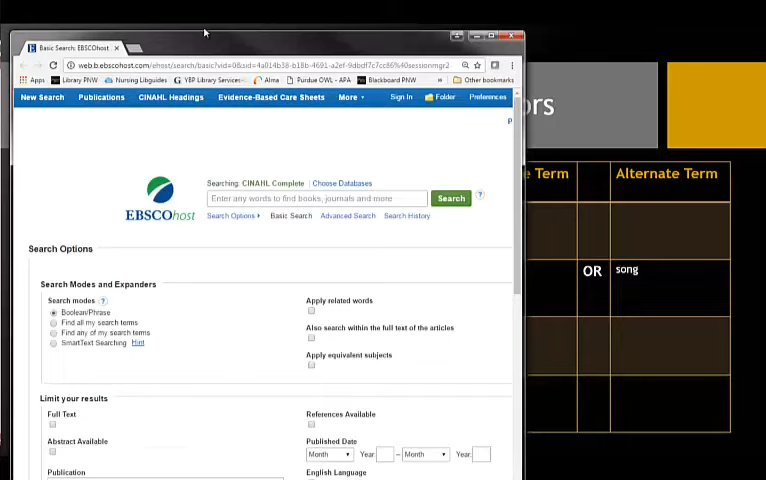 Basic Search: EBSCOhost
web.b.ebscohost.com/ehost/search/basic?vid=0&sid=4a014b38-b18b-4691-a2ef-9dbdf7c7cc86%40sessionmgr2
Apps Library PNW Nursing Libguides YBP Library Services Alma Purdue OWL - APA Blackboard PNW » Other bookmarks
New Search Publications CINAHL Headings Evidence-Based Care Sheets More Sign In Folder Preferences
ors
P
e Term Alternate Term
Searching: CINAHL Complete Choose Databases
Enter any words to find books, journals and more Search ?
EBSCOhost
Search Options Basic Search Advanced Search Search History
Search Options
OR song
Search Modes and Expanders
Search modes ?
Boolean/Phrase
Find all my search terms
Find any of my search terms
SmartText Searching Hint
Apply related words
Also search within the full text of the articles
Apply equivalent subjects
Limit your results
Full Text
References Available
Abstract Available
Published Date
Month Year: – Month Year:
Publication
English Language